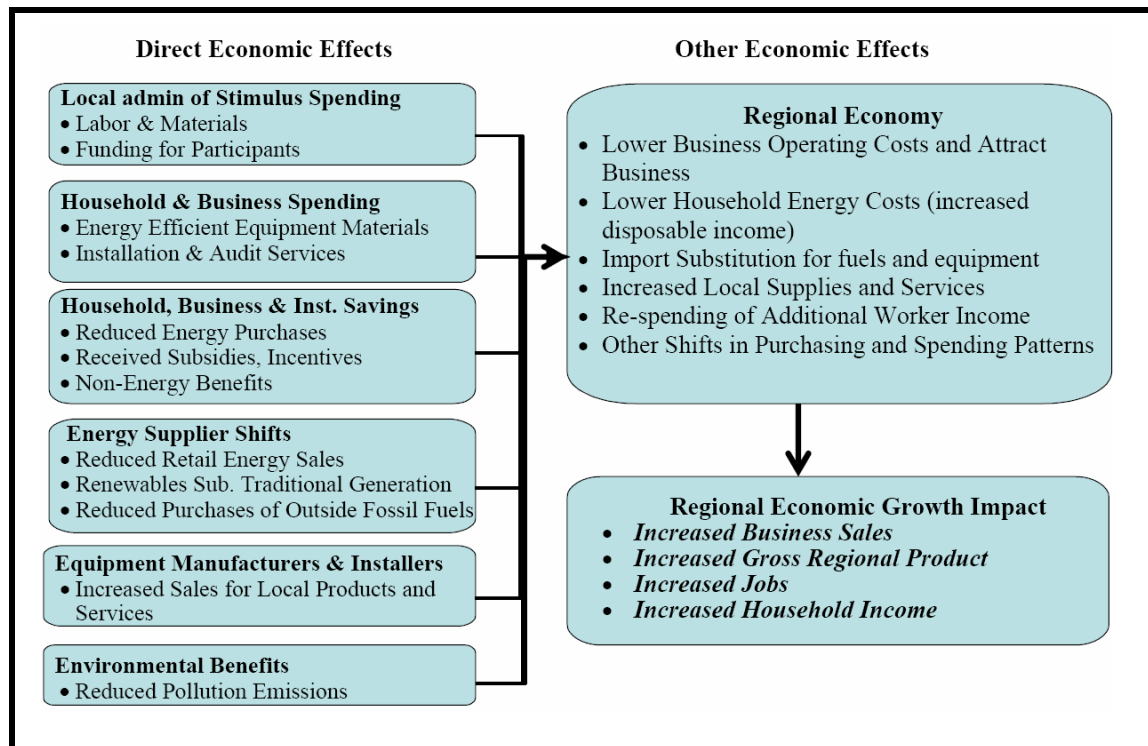 Direct Economic Effects
Local admin of Stimulus Spending
• Labor & Materials
• Funding for Participants
Household & Business Spending
• Energy Efficient Equipment Materials
• Installation & Audit Services
Household, Business & Inst. Savings
• Reduced Energy Purchases
• Received Subsidies, Incentives
• Non-Energy Benefits
Energy Supplier Shifts
• Reduced Retail Energy Sales
• Renewables Sub. Traditional Generation
• Reduced Purchases of Outside Fossil Fuels
Equipment Manufacturers & Installers
• Increased Sales for Local Products and
Services
Environmental Benefits
• Reduced Pollution Emissions
Other Economic Effects
Regional Economy
• Lower Business Operating Costs and Attract
Business
• Lower Household Energy Costs (increased
disposable income)
• Import Substitution for fuels and equipment
• Increased Local Supplies and Services
• Re-spending of Additional Worker Income
• Other Shifts in Purchasing and Spending Patterns
Regional Economic Growth Impact
• Increased Business Sales
• Increased Gross Regional Product
• Increased Jobs
• Increased Household Income